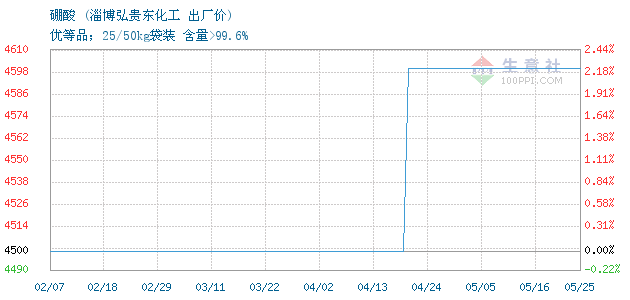 硼酸 (淄博弘贵东化工 出厂价)
优等品; 25/50kg袋装 含量>99.6%
4610 2.44%
4598 2.18%
4586 1.91%
4574 1.64%
4562 1.38%
4550 1.11%
4538 0.84%
4526 0.58%
4514 0.31%
4500 0.00%
4490 -0.22%
生意社
100PPI.COM
02/07 02/18 02/29 03/11 03/22 04/02 04/13 04/24 05/05 05/16 05/25